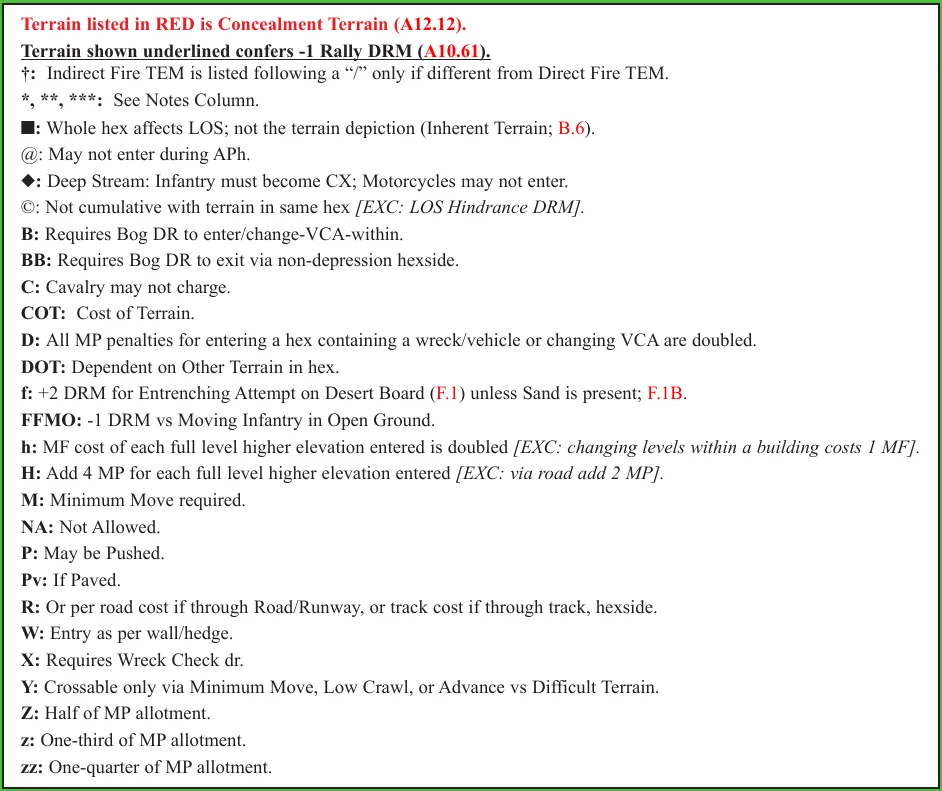 Terrain listed in RED is Concealment Terrain (A12.12).
Terrain shown underlined confers -1 Rally DRM (A10.61).
†: Indirect Fire TEM is listed following a “/” only if different from Direct Fire TEM.
*, **, ***: See Notes Column.
■: Whole hex affects LOS; not the terrain depiction (Inherent Terrain; B.6).
@: May not enter during APh.
◆: Deep Stream: Infantry must become CX; Motorcycles may not enter.
©: Not cumulative with terrain in same hex [EXC: LOS Hindrance DRM].
B: Requires Bog DR to enter/change-VCA-within.
BB: Requires Bog DR to exit via non-depression hexside.
C: Cavalry may not charge.
COT: Cost of Terrain.
D: All MP penalties for entering a hex containing a wreck/vehicle or changing VCA are doubled.
DOT: Dependent on Other Terrain in hex.
f: +2 DRM for Entrenching Attempt on Desert Board (F.1) unless Sand is present; F.1B.
FFMO: -1 DRM vs Moving Infantry in Open Ground.
h: MF cost of each full level higher elevation entered is doubled [EXC: changing levels within a building costs 1 MF].
H: Add 4 MP for each full level higher elevation entered [EXC: via road add 2 MP].
M: Minimum Move required.
NA: Not Allowed.
P: May be Pushed.
Pv: If Paved.
R: Or per road cost if through Road/Runway, or track cost if through track, hexside.
W: Entry as per wall/hedge.
X: Requires Wreck Check dr.
Y: Crossable only via Minimum Move, Low Crawl, or Advance vs Difficult Terrain.
Z: Half of MP allotment.
z: One-third of MP allotment.
zz: One-quarter of MP allotment.